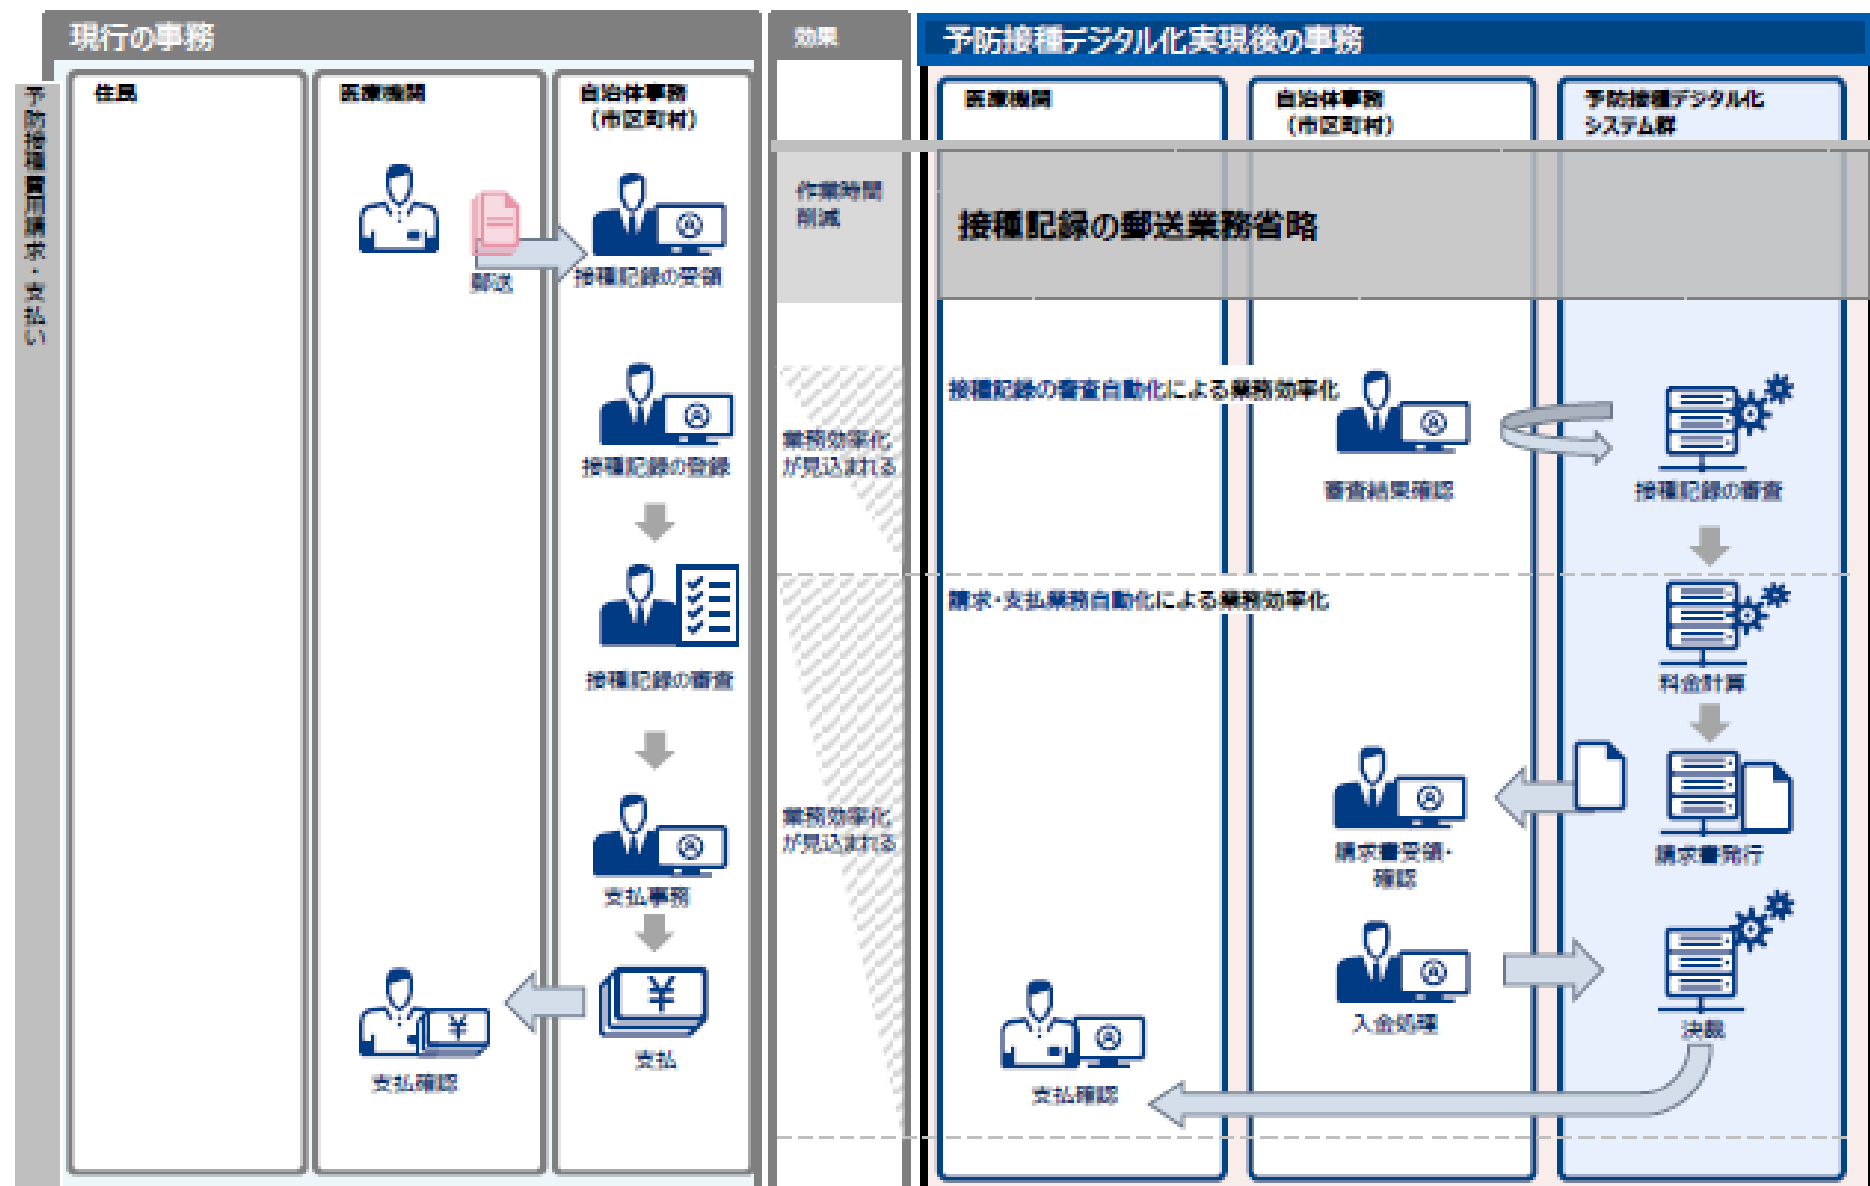 現行の事務
住民
医療機関
自治体事務
（市区町村）
予防接種費用請求・支払い
郵送
接種記録の受領
接種記録の登録
接種記録の審査
支払事務
支払
支払確認
効果
作業時間
削減
業務効率化
が見込まれる
業務効率化
が見込まれる
予防接種デジタル化実現後の事務
医療機関
自治体事務
（市区町村）
予防接種デジタル化
システム群
接種記録の郵送業務省略
接種記録の審査自動化による業務効率化
審査結果確認
接種記録の審査
請求・支払業務自動化による業務効率化
料金計算
請求書受領・
確認
請求書発行
入金処理
決裁
支払確認